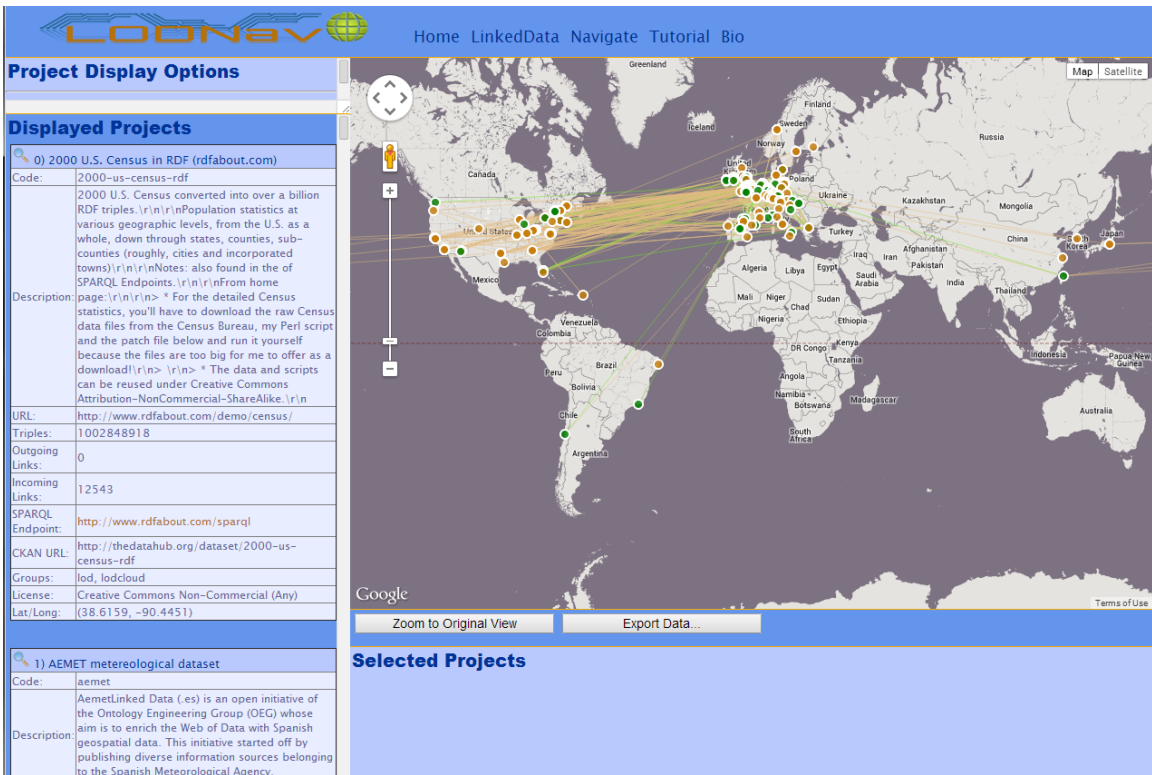 LODNav
Home LinkedData Navigate Tutorial Bio
Project Display Options
Displayed Projects
0) 2000 U.S. Census in RDF (rdfabout.com)
Code: 2000-us-census-rdf
Description:
2000 U.S. Census converted into over a billion
RDF triples.\r\n\r\nPopulation statistics at
various geographic levels, from the U.S. as a
whole, down through states, counties, sub-
counties (roughly, cities and incorporated
towns)\r\n\r\nNotes: also found in the of
SPARQL Endpoints.\r\n\r\nFrom home
page:\r\n\r\n> * For the detailed Census
statistics, you'll have to download the raw Census
data files from the Census Bureau, my Perl script
and the patch file below and run it yourself
because the files are too big for me to offer as a
download!\r\n> \r\n> * The data and scripts
can be reused under Creative Commons
Attribution-NonCommercial-ShareAlike.\r\n
URL: http://www.rdfabout.com/demo/census/
Triples: 1002848918
Outgoing
Links: 0
Incoming
Links: 12543
SPARQL
Endpoint: http://www.rdfabout.com/sparql
CKAN URL: http://thedatahub.org/dataset/2000-us-
census-rdf
Groups: lod, lodcloud
License: Creative Commons Non-Commercial (Any)
Lat/Long: (38.6159, -90.4451)
1) AEMET metereological dataset
Code: aemet
Description:
AemetLinked Data (.es) is an open initiative of
the Ontology Engineering Group (OEG) whose
aim is to enrich the Web of Data with Spanish
geospatial data. This initiative started off by
publishing diverse information sources belonging
to the Spanish Meteorological Agency.
Map Satellite
Greenland
Iceland
Finland
Sweden
Norway
Russia
Canada
Poland
Ukraine
Kazakhstan
Mongolia
Turkey
China
South
Korea
Japan
Afghanistan
Iraq
Iran
Pakistan
Mexico
Algeria
Libya
Egypt
Saudi
Arabia
India
Thailand
Mali
Niger
Chad
Sudan
Nigeria
Ethiopia
Venezuela
Colombia
DR Congo
Kenya
Tanzania
Indonesia
Papua New
Guinea
Peru
Brazil
Bolivia
Angola
Namibia
Botswana
Madagascar
Australia
Chile
South
Africa
Argentina
Google
Terms of Use
Zoom to Original View
Export Data...
Selected Projects